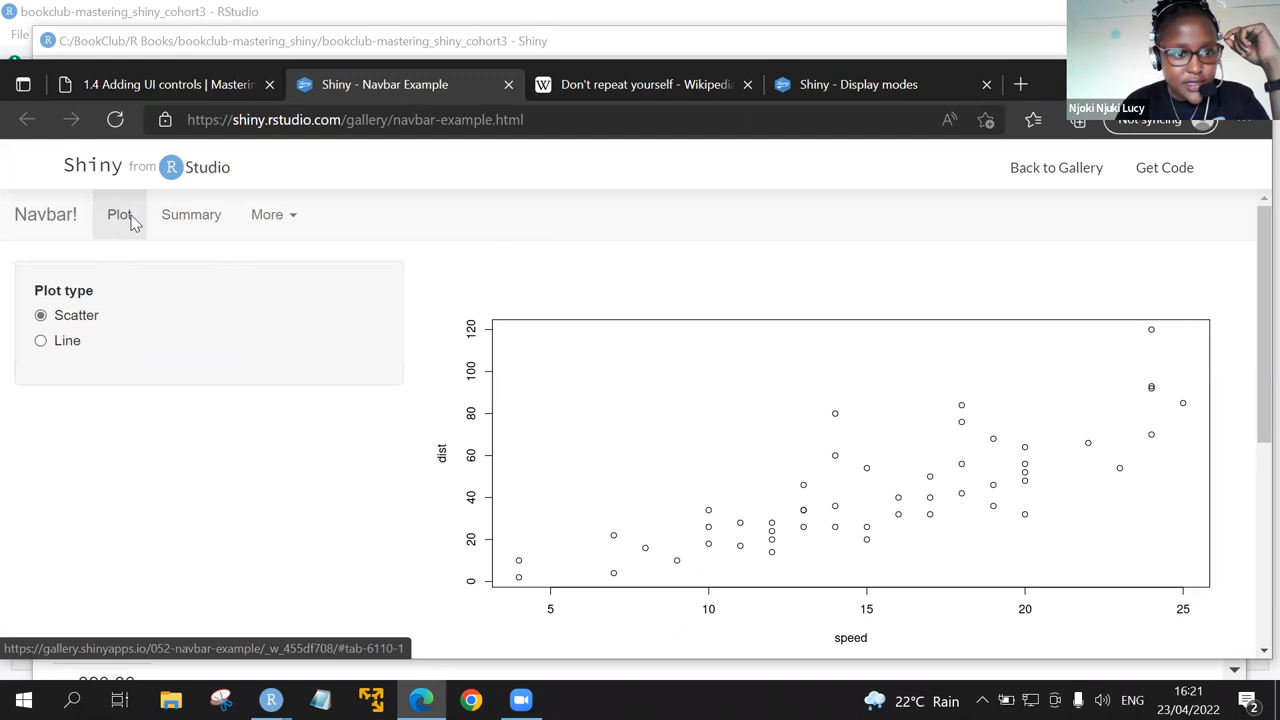 bookclub-mastering_shiny_cohort3 - RStudio
File
C:/BookClub/R Books/bookclub-mastering_shiny/bookclub-mastering_shiny_cohort3 - Shiny
1.4 Adding UI controls | Masterin
Shiny - Navbar Example
Don't repeat yourself - Wikipedia
Shiny - Display modes
Njoki Njuki Lucy
https://shiny.rstudio.com/gallery/navbar-example.html
Not syncing
Shiny from R Studio
Back to Gallery
Get Code
Navbar!
Plot
Summary
More
Plot type
Scatter
Line
120
100
80
60
40
20
0
dist
5
10
15
20
25
speed
https://gallery.shinyapps.io/052-navbar-example/_w_455df708/#tab-6110-1
22°C Rain
ENG
16:21
23/04/2022
2